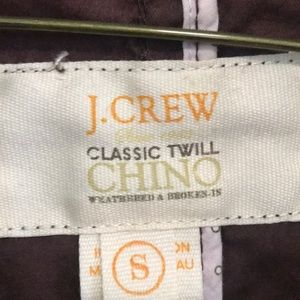 J.CREW
CLASSIC TWILL
CHINO
WEATHERED & BROKEN-IN
S